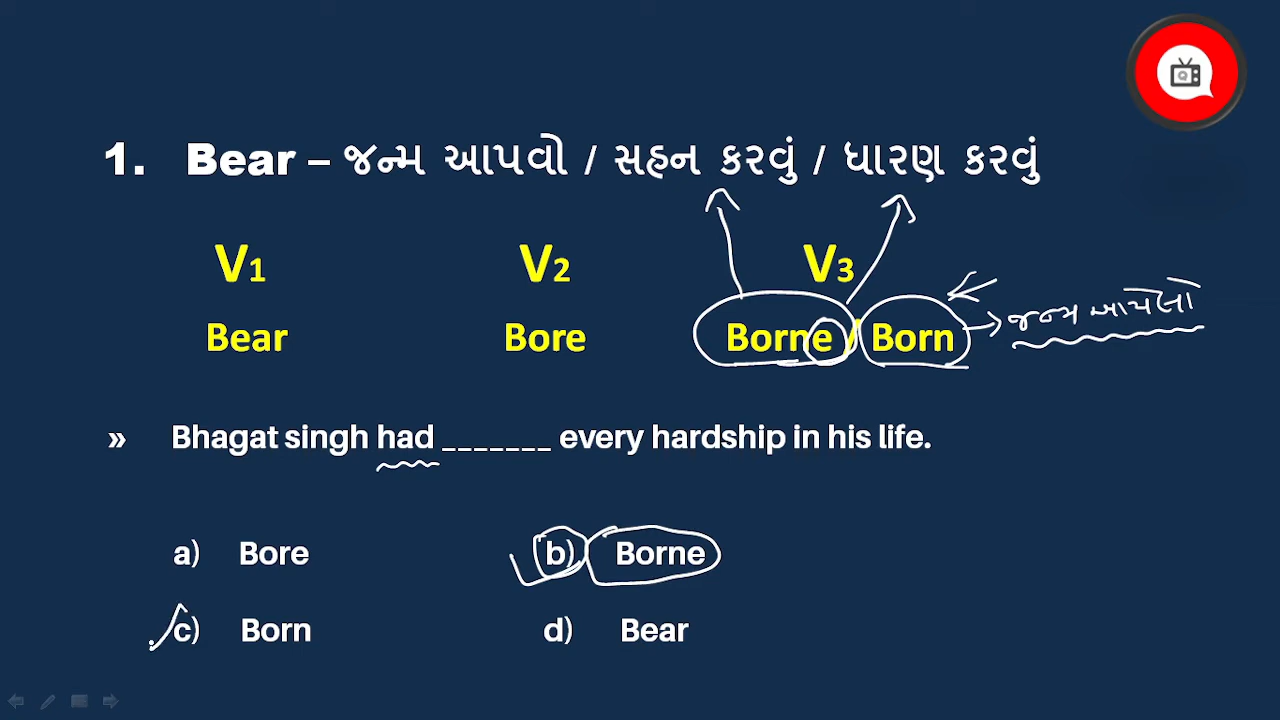 1. Bear – જન્મ આપવો / સહન કરવું / ધારણ કરવું
V1 V2 V3
Bear Bore Borne / Born
જન્મ આપેલો
» Bhagat singh had _______ every hardship in his life.
a) Bore b) Borne
c) Born d) Bear